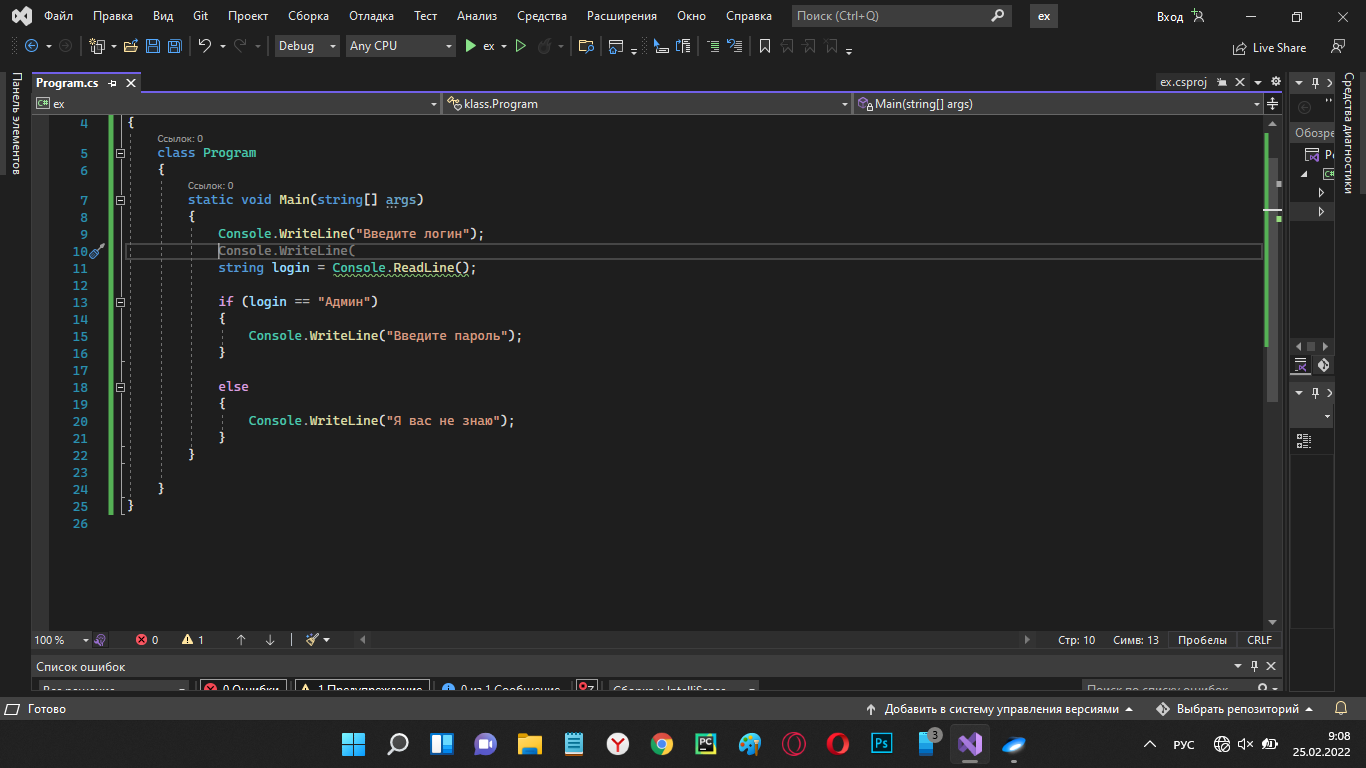 Файл Правка Вид Git Проект Сборка Отладка Тест Анализ Средства Расширения Окно Справка Поиск (Ctrl+Q) ex Вход
Debug Any CPU ex Live Share
Панель элементов
Program.cs ex.csproj
Средства диагностики
C# ex klass.Program Main(string[] args)
Обозре
4 {
Ссылок: 0
5 class Program
6 {
Ссылок: 0
7 static void Main(string[] args)
8 {
9 Console.WriteLine("Введите логин");
10 Console.WriteLine(
11 string login = Console.ReadLine();
12
13 if (login == "Админ")
14 {
15 Console.WriteLine("Введите пароль");
16 }
17
18 else
19 {
20 Console.WriteLine("Я вас не знаю");
21 }
22 }
23
24 }
25 }
26
100 % 0 1 Стр: 10 Симв: 13 Пробелы CRLF
Список ошибок
Все решение 0 Ошибки 1 Предупреждение 0 из 1 Сообщение Сборка и IntelliSense Поиск по списку ошибок
Готово Добавить в систему управления версиями Выбрать репозиторий
Y PC Ps 3 РУС 9:08
25.02.2022